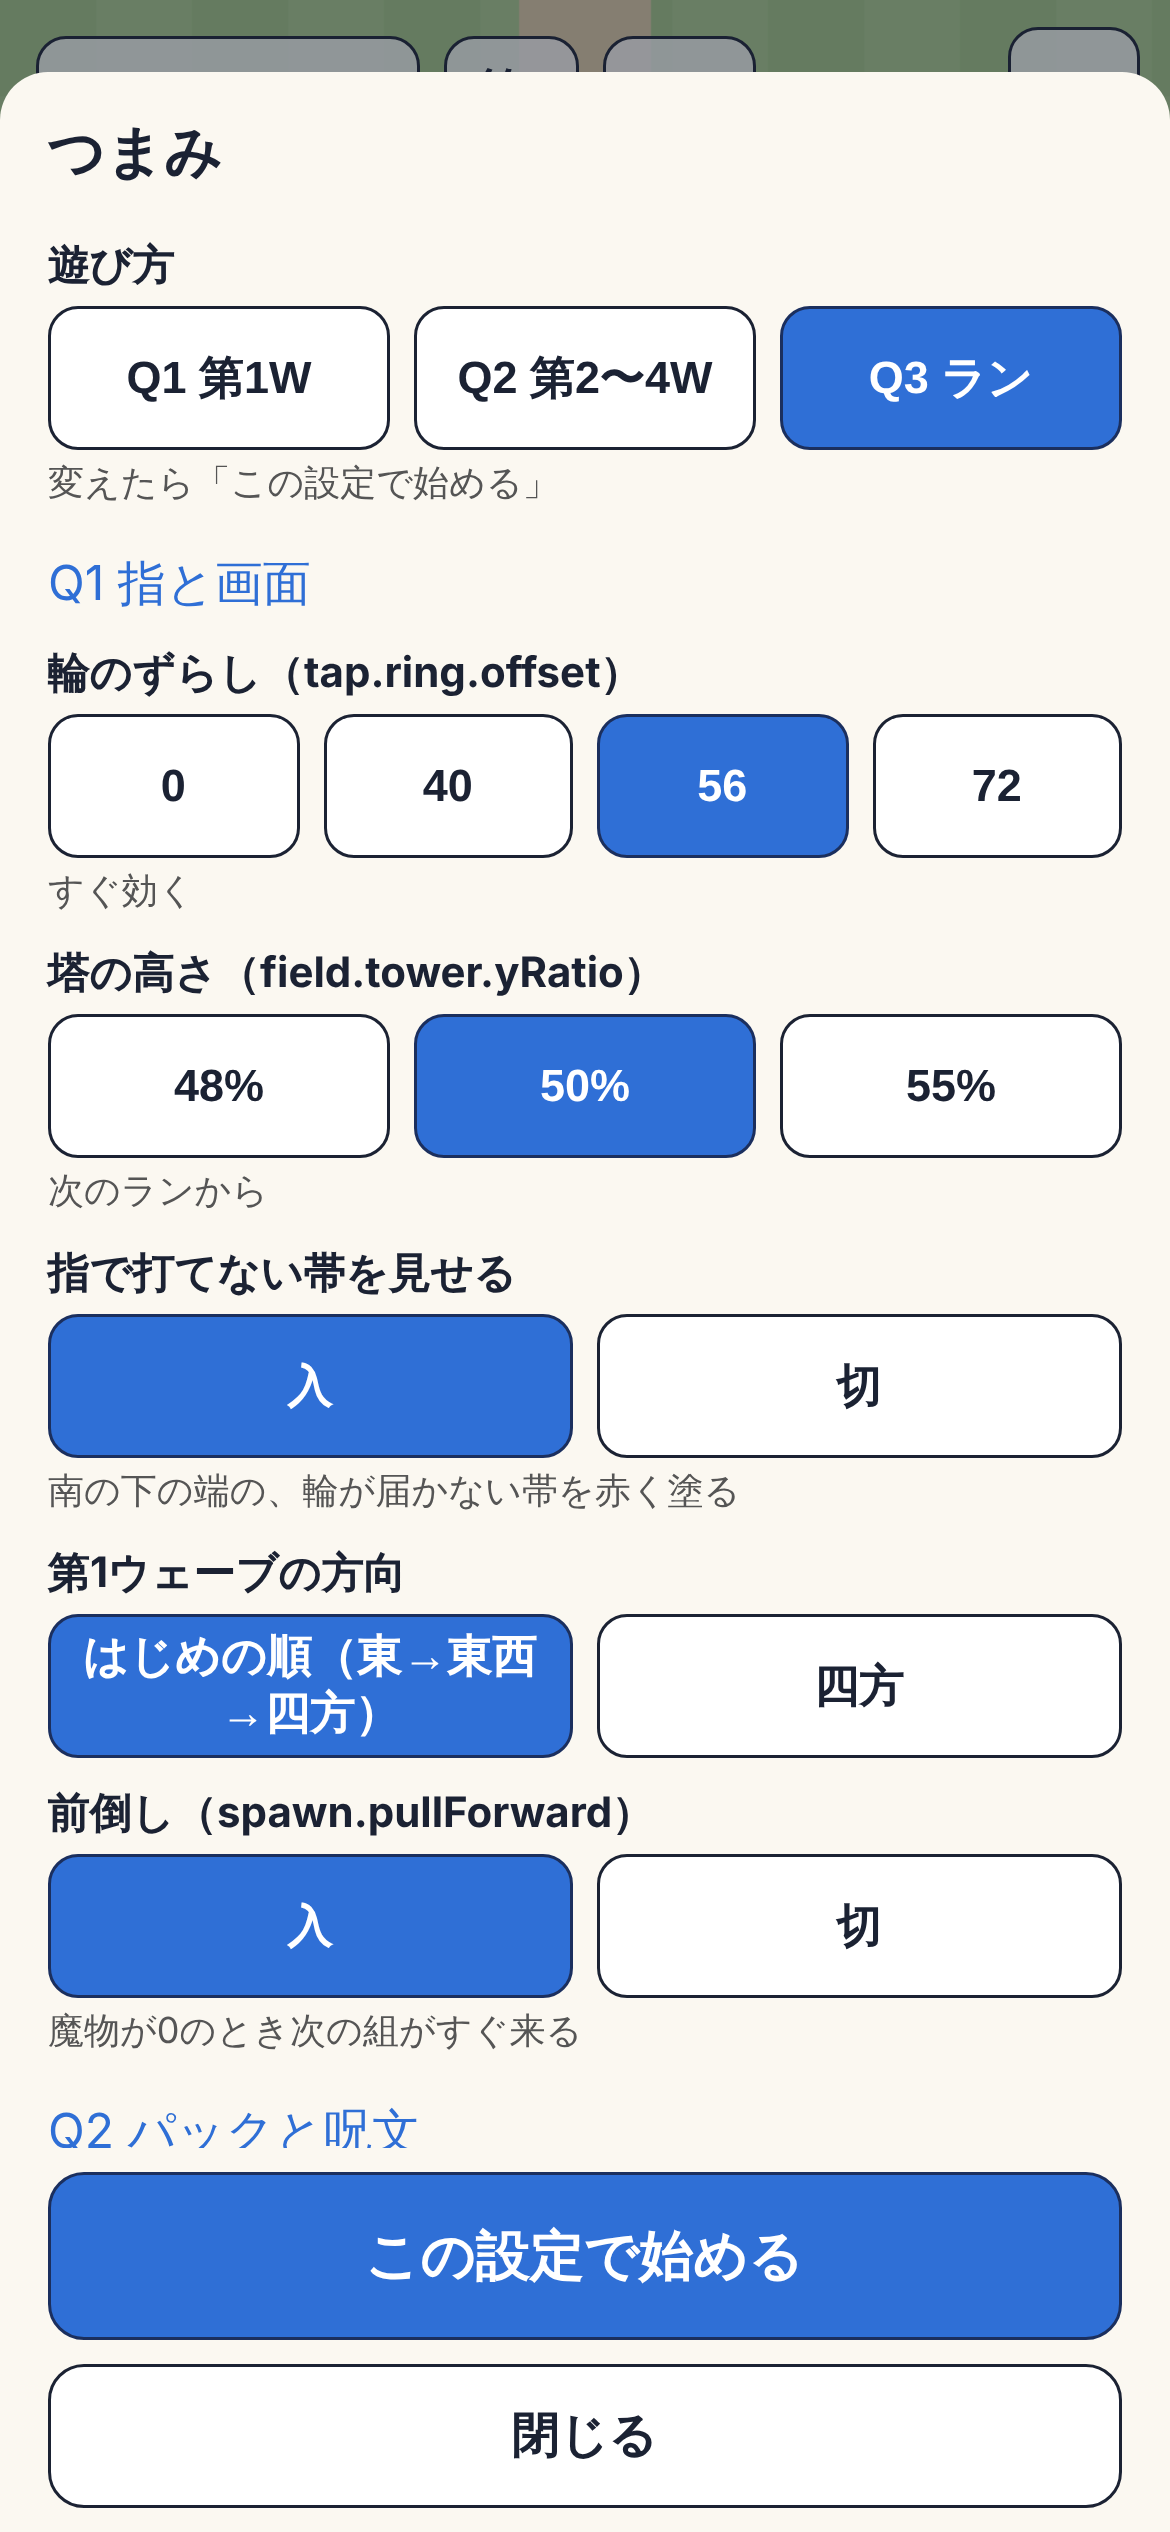 つまみ
遊び方
Q1 第1W
Q2 第2〜4W
Q3 ラン
変えたら「この設定で始める」
Q1 指と画面
輪のずらし（tap.ring.offset）
0
40
56
72
すぐ効く
塔の高さ（field.tower.yRatio）
48%
50%
55%
次のランから
指で打てない帯を見せる
入
切
南の下の端の、輪が届かない帯を赤く塗る
第1ウェーブの方向
はじめの順（東→東西
→四方）
四方
前倒し（spawn.pullForward）
入
切
魔物が0のとき次の組がすぐ来る
Q2 パックと呪文
この設定で始める
閉じる